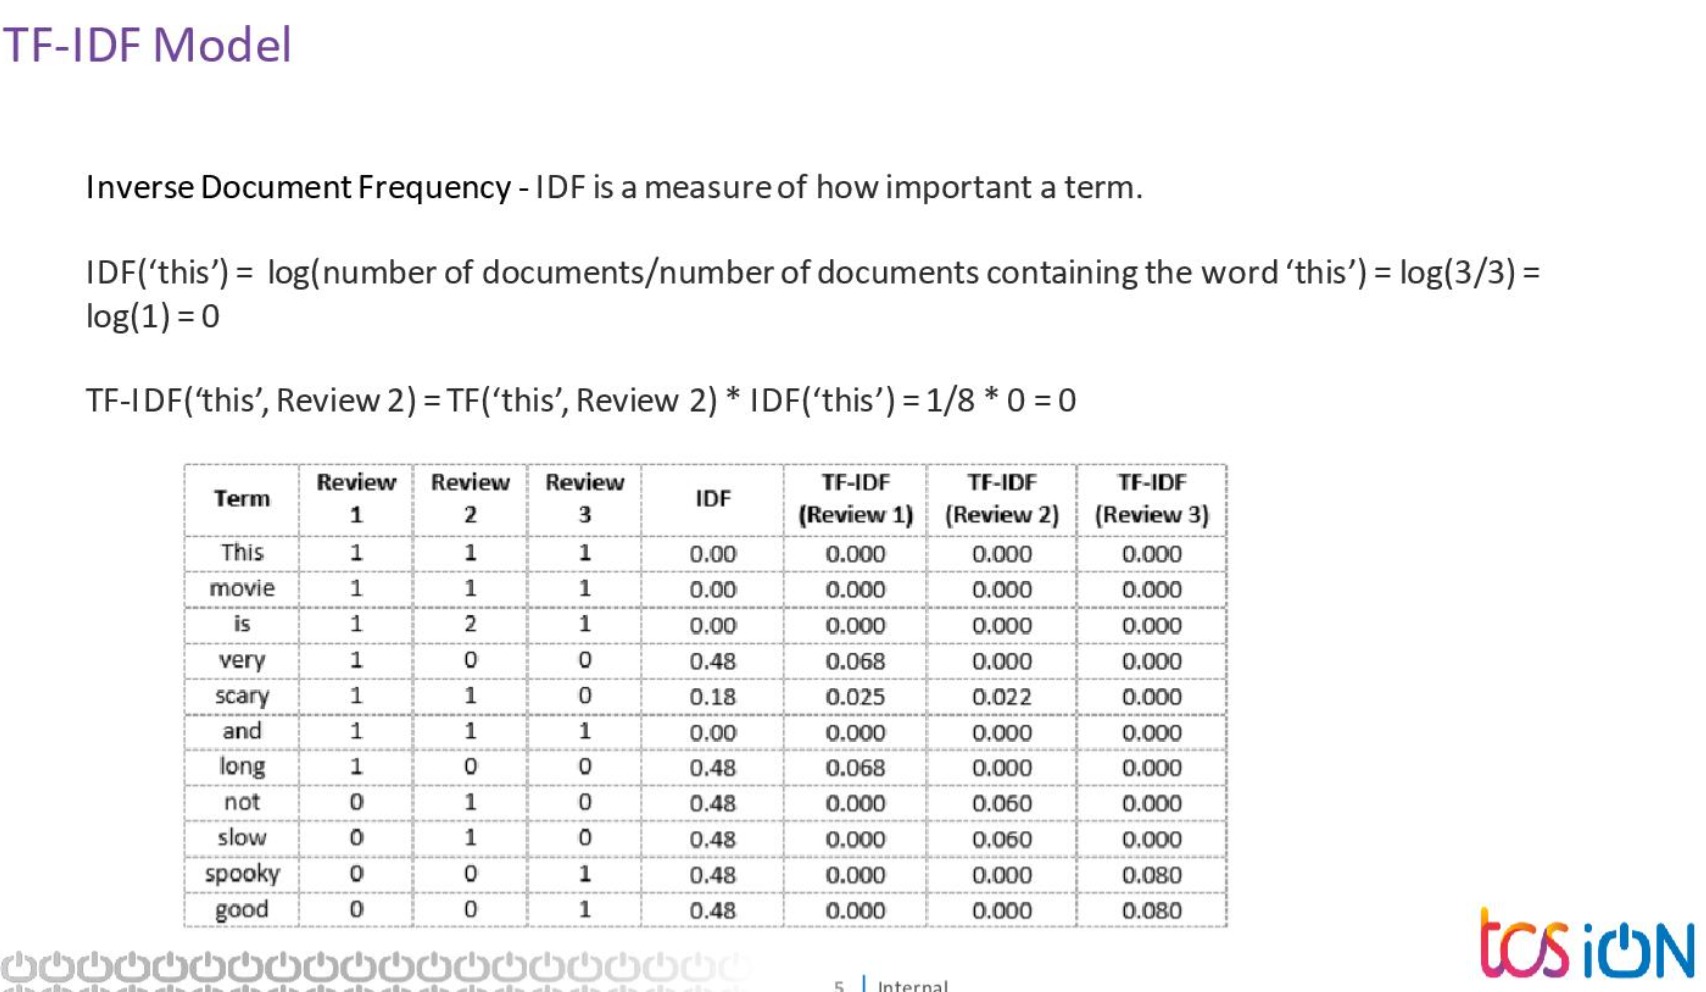 TF-IDF Model
Inverse Document Frequency - IDF is a measure of how important a term.
IDF(‘this’) = log(number of documents/number of documents containing the word ‘this’) = log(3/3) =
log(1) = 0
TF-IDF(‘this’, Review 2) = TF(‘this’, Review 2) * IDF(‘this’) = 1/8 * 0 = 0
Term Review 1 Review 2 Review 3 IDF TF-IDF (Review 1) TF-IDF (Review 2) TF-IDF (Review 3)
This 1 1 1 0.00 0.000 0.000 0.000
movie 1 1 1 0.00 0.000 0.000 0.000
is 1 2 1 0.00 0.000 0.000 0.000
very 1 0 0 0.48 0.068 0.000 0.000
scary 1 1 0 0.18 0.025 0.022 0.000
and 1 1 1 0.00 0.000 0.000 0.000
long 1 0 0 0.48 0.068 0.000 0.000
not 0 1 0 0.48 0.000 0.060 0.000
slow 0 1 0 0.48 0.000 0.060 0.000
spooky 0 0 1 0.48 0.000 0.000 0.080
good 0 0 1 0.48 0.000 0.000 0.080
tcs iON
5 | Internal